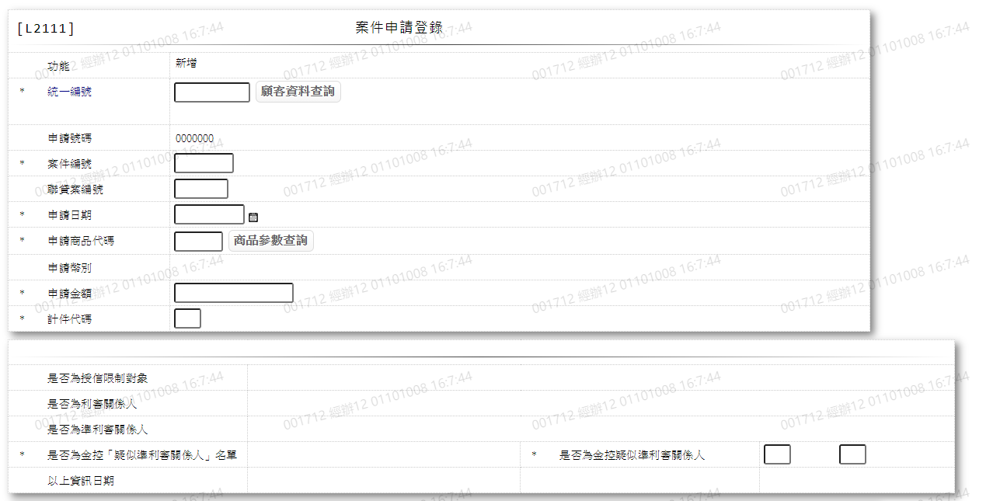 [L2111] 案件申請登錄
功能 新增
* 統一編號 顧客資料查詢
申請號碼 0000000
* 案件編號
聯貸案編號
* 申請日期
* 申請商品代碼 商品參數查詢
申請幣別
* 申請金額
* 計件代碼
是否為授信限制對象
是否為利害關係人
是否為準利害關係人
* 是否為金控「疑似準利害關係人」名單 * 是否為金控疑似準利害關係人
以上資訊日期
001712 經辦12 01101008 16:7:44